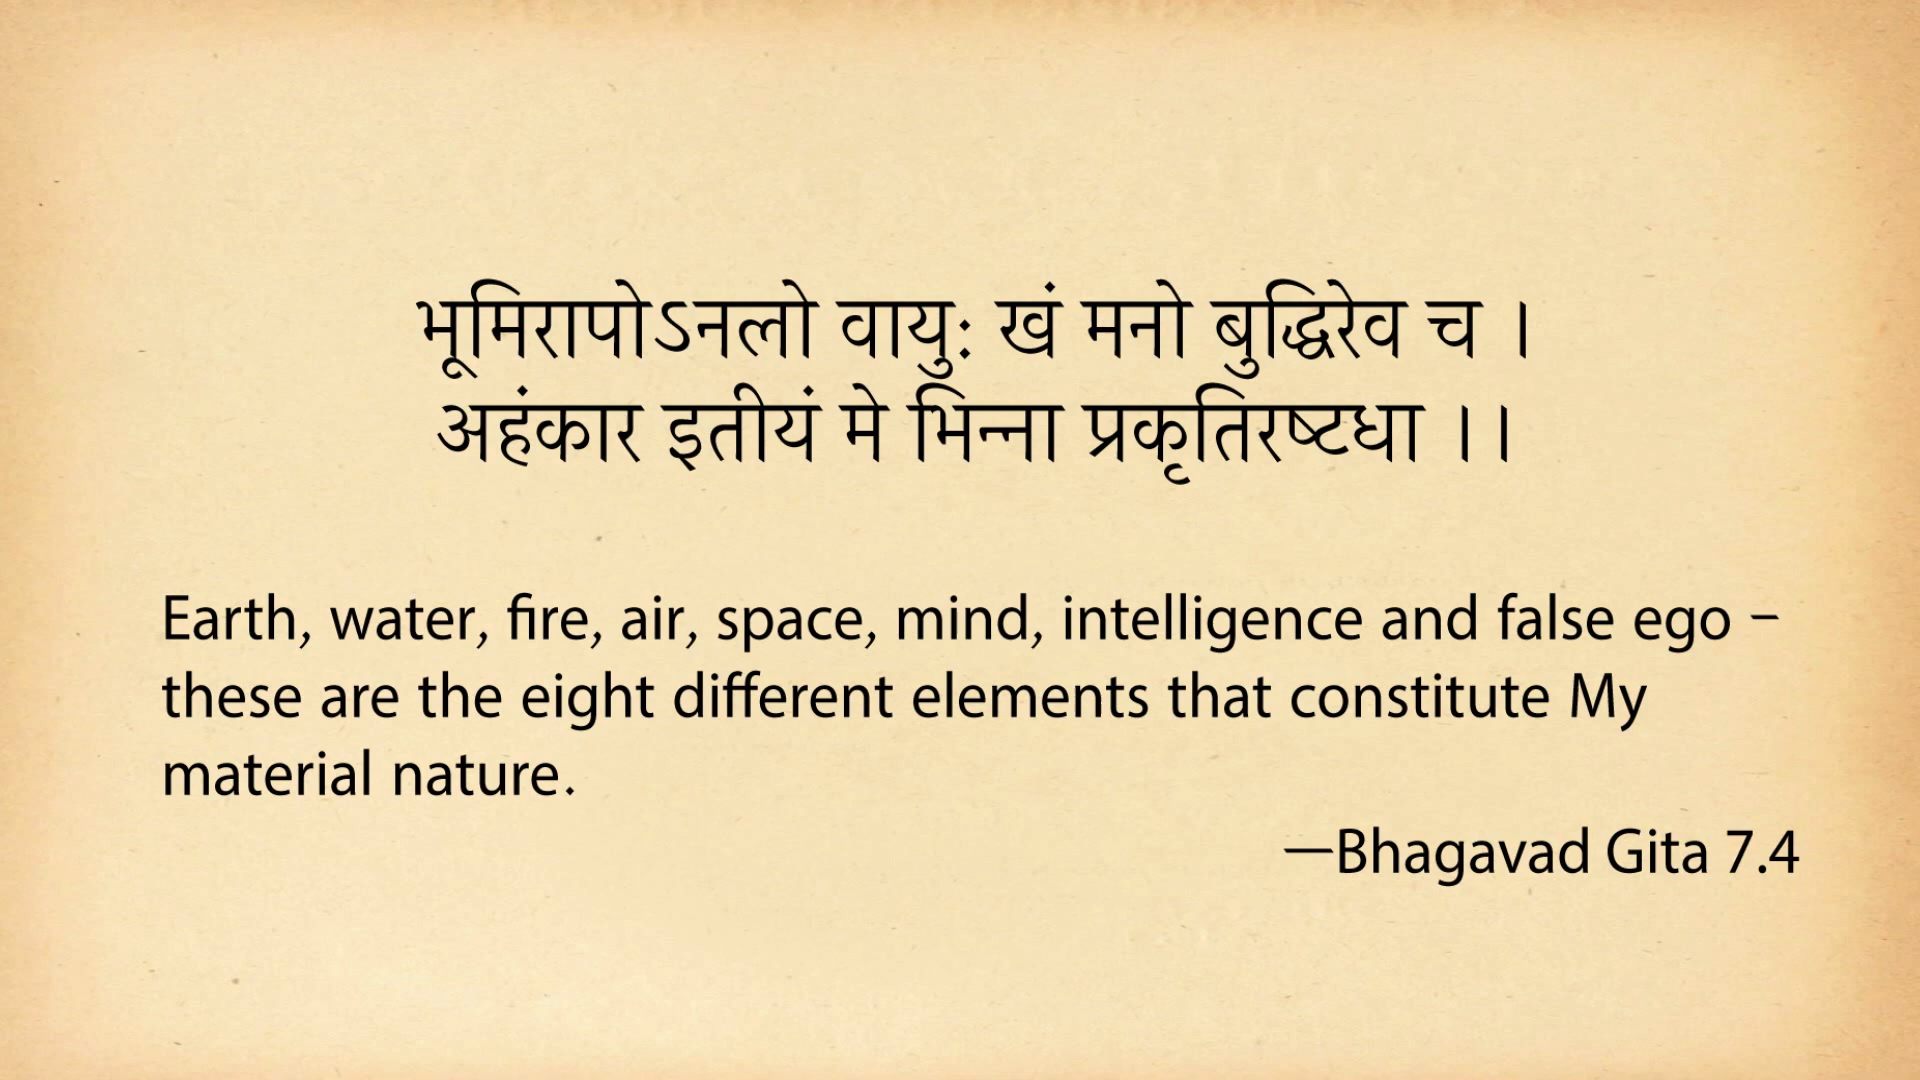 भूमिरापोऽनलो वायुः खं मनो बुद्धिरेव च ।
अहंकार इतीयं मे भिन्ना प्रकृतिरष्टधा ।।
Earth, water, fire, air, space, mind, intelligence and false ego –
these are the eight different elements that constitute My
material nature.
—Bhagavad Gita 7.4